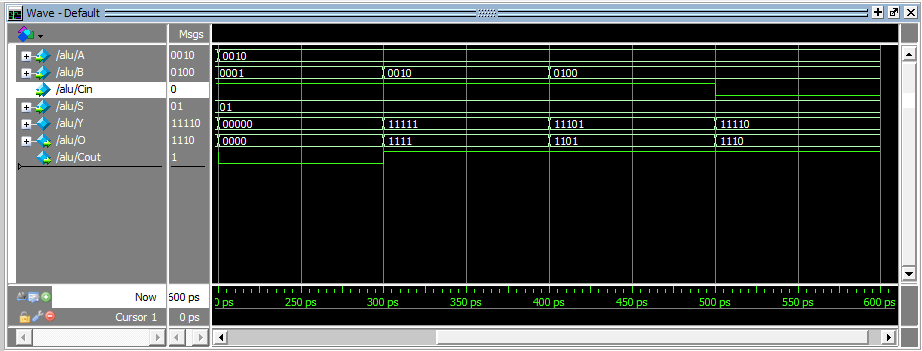 Wave - Default
Msgs
/alu/A 0010 0010
/alu/B 0100 0001 0010 0100
/alu/Cin 0
/alu/S 01 01
/alu/Y 11110 00000 11111 11101 11110
/alu/O 1110 0000 1111 1101 1110
/alu/Cout 1
Now 500 ps 0 ps 250 ps 300 ps 350 ps 400 ps 450 ps 500 ps 550 ps 600 ps
Cursor 1 0 ps